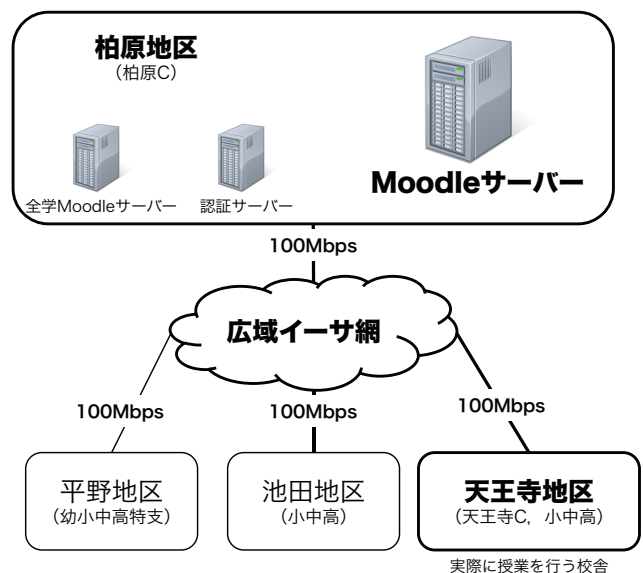 柏原地区
（柏原C）
Moodleサーバー
全学Moodleサーバー
認証サーバー
100Mbps
広域イーサ網
100Mbps
100Mbps
100Mbps
平野地区
（幼小中高特支）
池田地区
（小中高）
天王寺地区
（天王寺C，小中高）
実際に授業を行う校舎